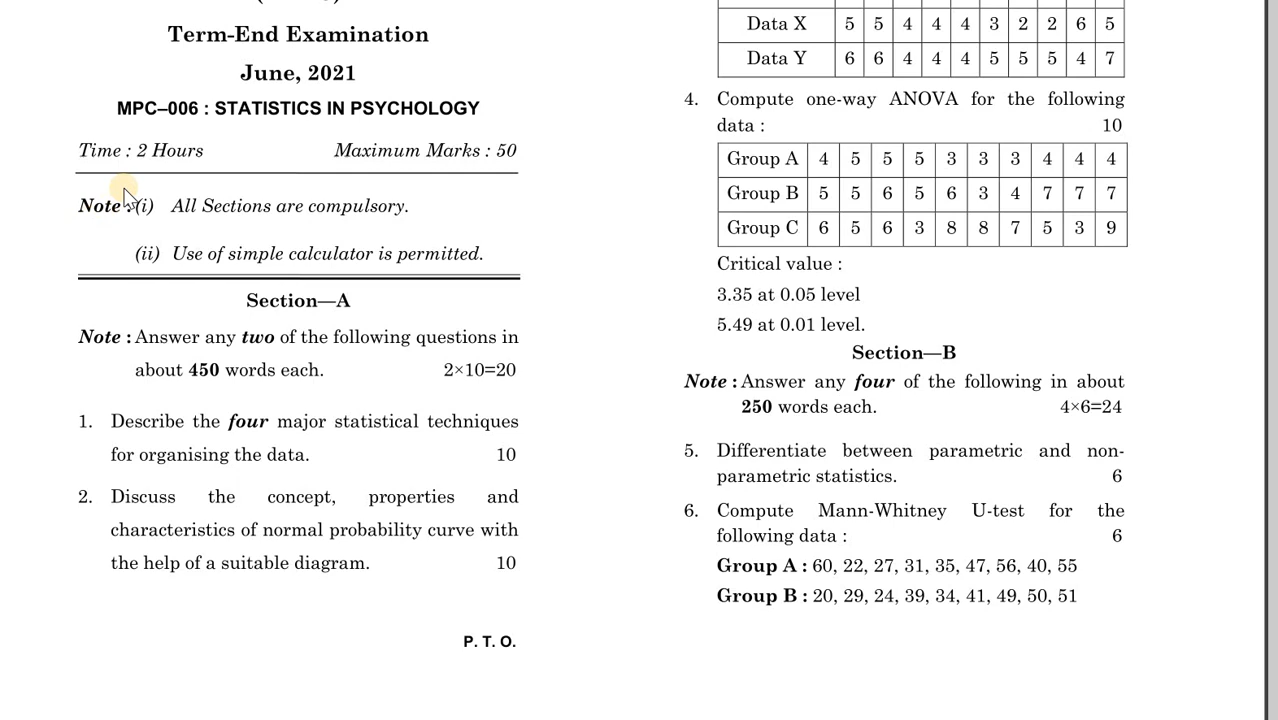 Term-End Examination
June, 2021
MPC–006 : STATISTICS IN PSYCHOLOGY
Time : 2 Hours Maximum Marks : 50
Note : (i) All Sections are compulsory.
(ii) Use of simple calculator is permitted.
Section—A
Note : Answer any two of the following questions in
about 450 words each. 2×10=20
1. Describe the four major statistical techniques
for organising the data. 10
2. Discuss the concept, properties and
characteristics of normal probability curve with
the help of a suitable diagram. 10
P. T. O.
Data X 5 5 4 4 4 3 2 2 6 5
Data Y 6 6 4 4 4 5 5 5 4 7
4. Compute one-way ANOVA for the following
data : 10
Group A 4 5 5 5 3 3 3 4 4 4
Group B 5 5 6 5 6 3 4 7 7 7
Group C 6 5 6 3 8 8 7 5 3 9
Critical value :
3.35 at 0.05 level
5.49 at 0.01 level.
Section—B
Note : Answer any four of the following in about
250 words each. 4×6=24
5. Differentiate between parametric and non-
parametric statistics. 6
6. Compute Mann-Whitney U-test for the
following data : 6
Group A : 60, 22, 27, 31, 35, 47, 56, 40, 55
Group B : 20, 29, 24, 39, 34, 41, 49, 50, 51